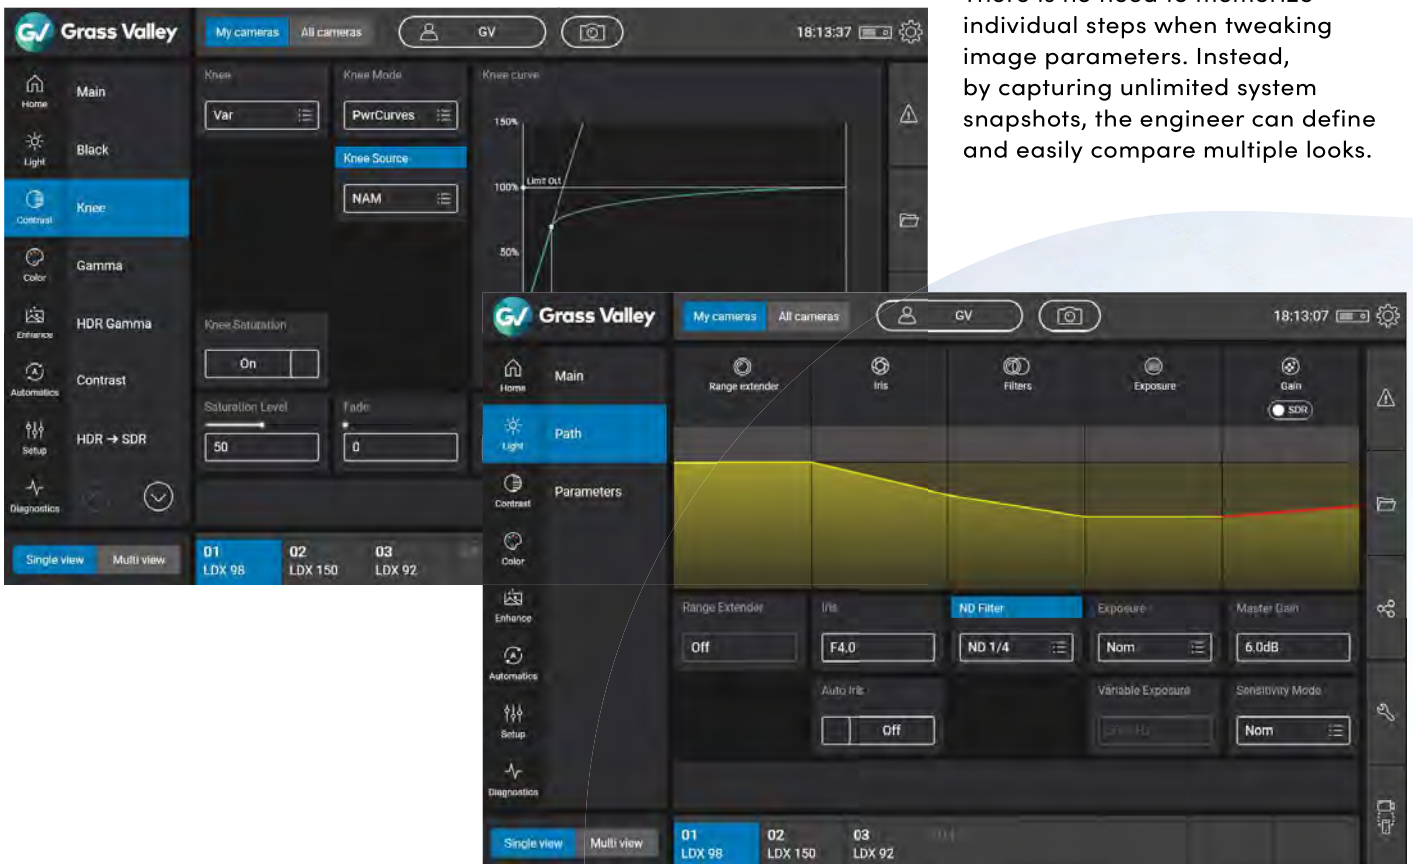 individual steps when tweaking
image parameters. Instead,
by capturing unlimited system
snapshots, the engineer can define
and easily compare multiple looks.
GV Grass Valley
My cameras All cameras
GV
18:13:37
Home
Light
Contrast
Color
Enhance
Automatics
Setup
Diagnostics
Main
Black
Knee
Gamma
HDR Gamma
Contrast
HDR → SDR
Single view Multi view
Knee
Var
Knee Mode
PwrCurves
Knee Source
NAM
Knee curve
150%
100%
Limit Out
50%
Knee Saturation
On
Saturation Level
50
Fade
0
01
LDX 98
02
LDX 150
03
LDX 92
GV Grass Valley
My cameras All cameras
GV
18:13:07
Home
Light
Contrast
Color
Enhance
Automatics
Setup
Diagnostics
Main
Path
Parameters
Single view Multi view
Range extender
Iris
Filters
Exposure
Gain
SDR
Range Extender
Off
Iris
F4.0
ND Filter
ND 1/4
Exposure
Nom
Master Gain
6.0dB
Auto Iris
Off
Variable Exposure
Sensitivity Mode
Nom
01
LDX 98
02
LDX 150
03
LDX 92